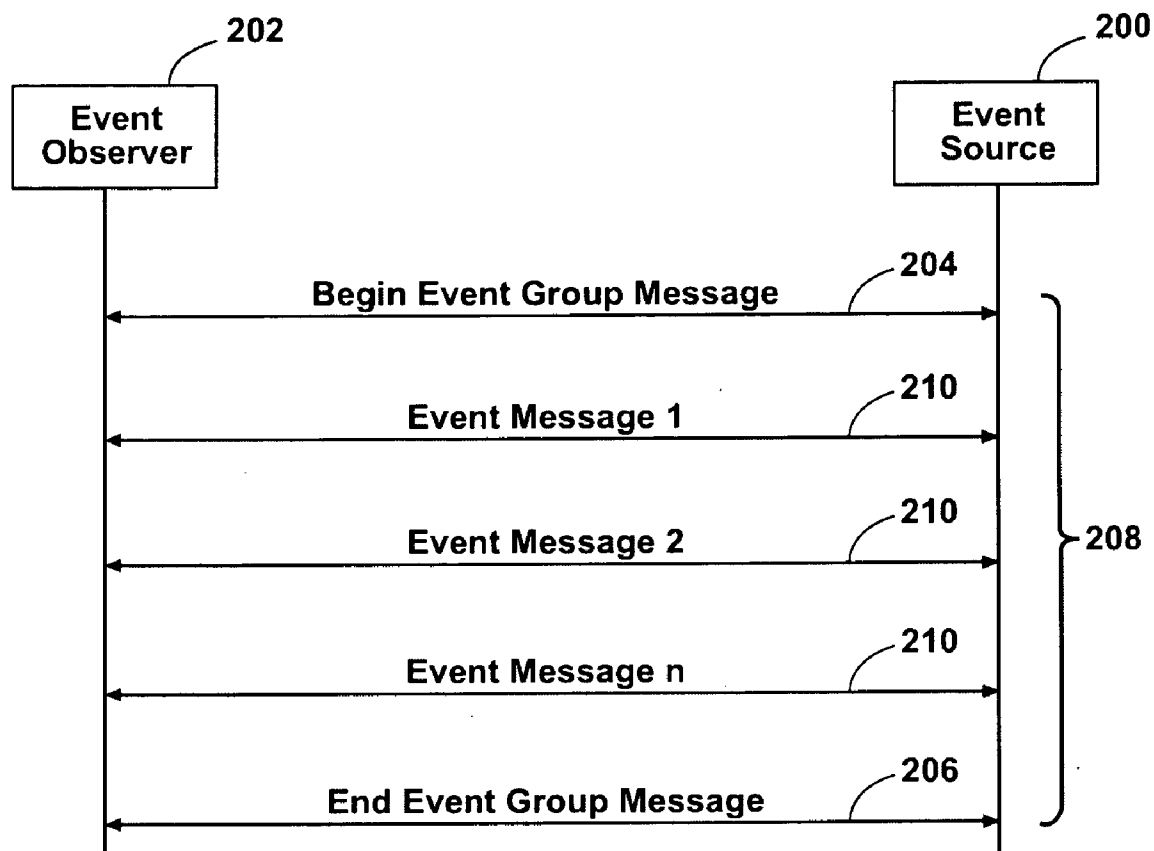 202
200
Event
Observer
Event
Source
204
Begin Event Group Message
210
Event Message 1
210
Event Message 2
208
210
Event Message n
206
End Event Group Message